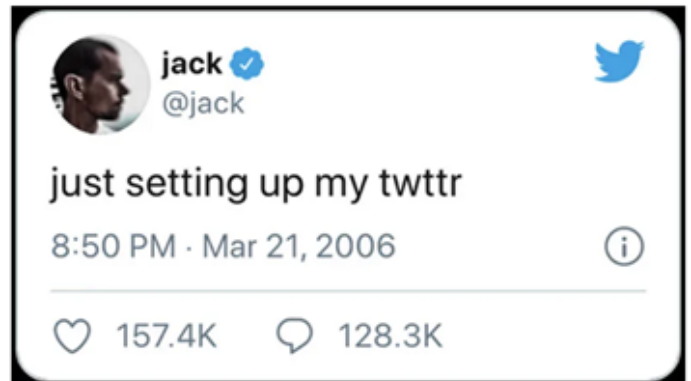 jack
@jack
just setting up my twttr
8:50 PM · Mar 21, 2006
157.4K 128.3K